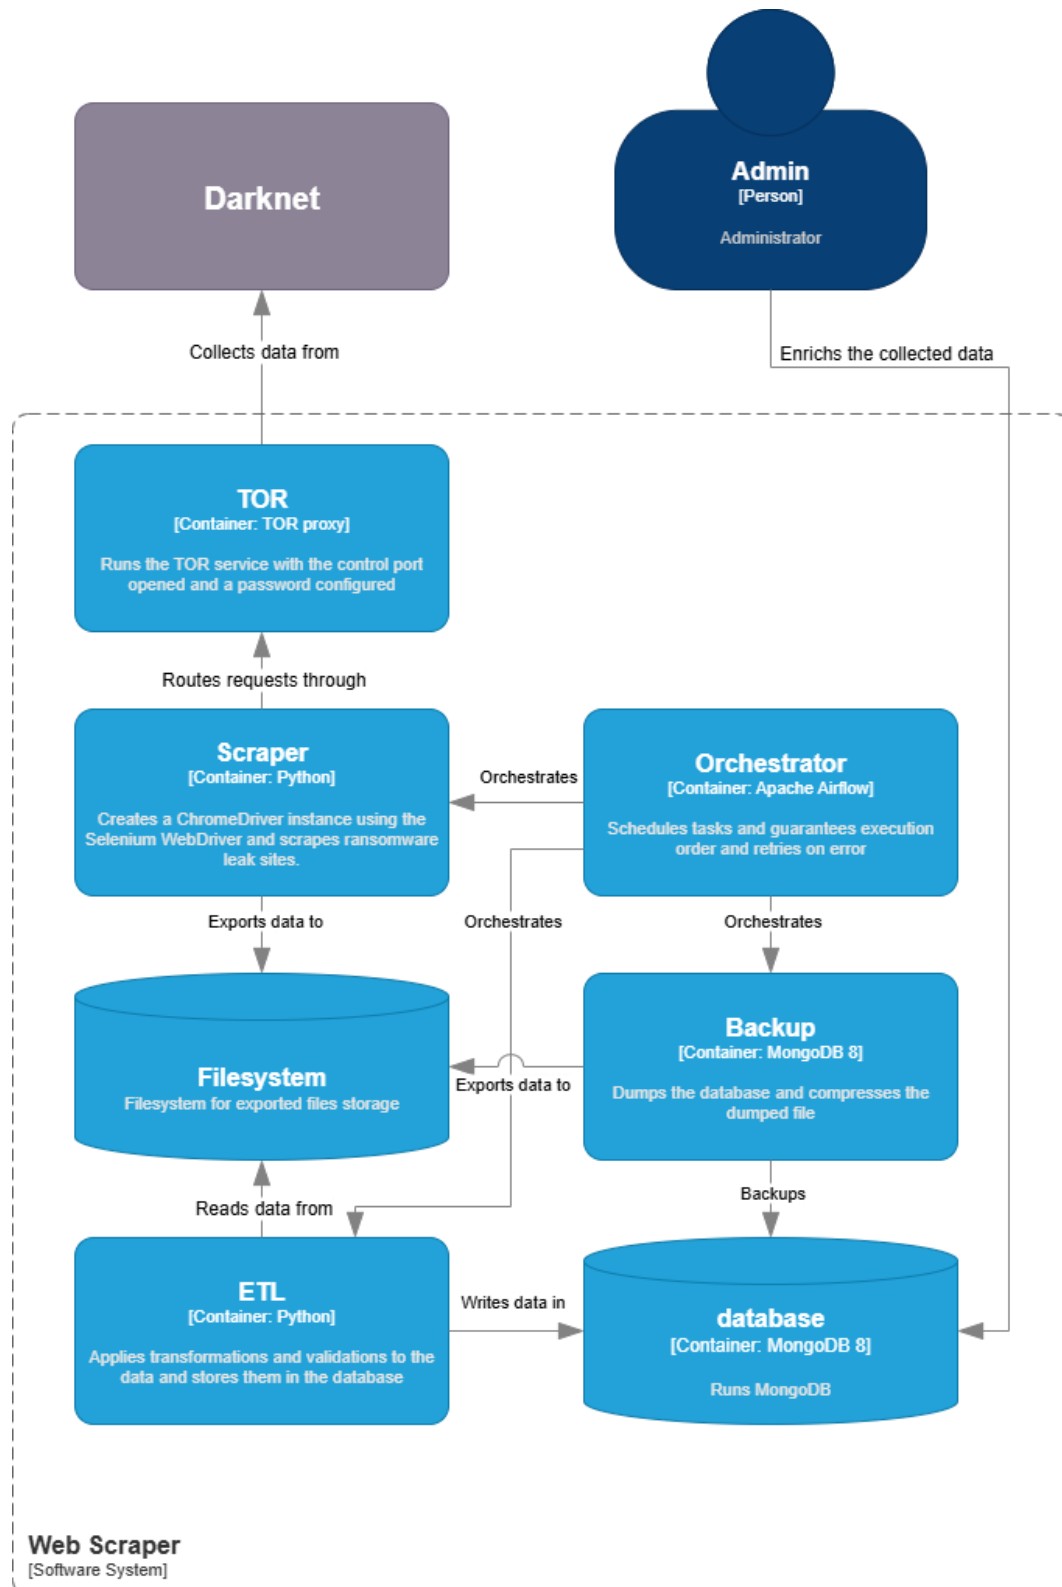 Darknet
Admin
[Person]
Administrator
Collects data from
Enrichs the collected data
TOR
[Container: TOR proxy]
Runs the TOR service with the control port
opened and a password configured
Routes requests through
Scraper
[Container: Python]
Creates a ChromeDriver instance using the
Selenium WebDriver and scrapes ransomware
leak sites.
Orchestrates
Orchestrator
[Container: Apache Airflow]
Schedules tasks and guarantees execution
order and retries on error
Exports data to
Orchestrates
Orchestrates
Filesystem
Filesystem for exported files storage
Exports data to
Backup
[Container: MongoDB 8]
Dumps the database and compresses the
dumped file
Reads data from
Backups
ETL
[Container: Python]
Applies transformations and validations to the
data and stores them in the database
Writes data in
database
[Container: MongoDB 8]
Runs MongoDB
Web Scraper
[Software System]